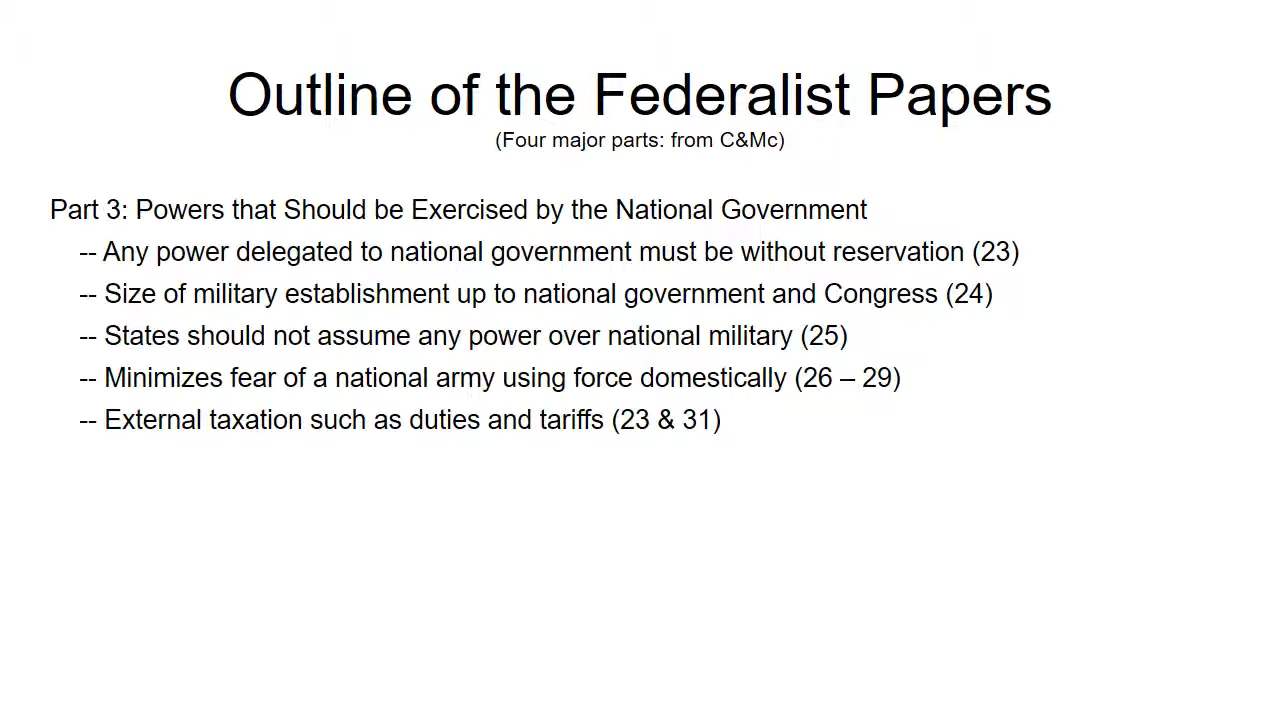 Outline of the Federalist Papers
(Four major parts: from C&Mc)
Part 3: Powers that Should be Exercised by the National Government
-- Any power delegated to national government must be without reservation (23)
-- Size of military establishment up to national government and Congress (24)
-- States should not assume any power over national military (25)
-- Minimizes fear of a national army using force domestically (26 – 29)
-- External taxation such as duties and tariffs (23 & 31)